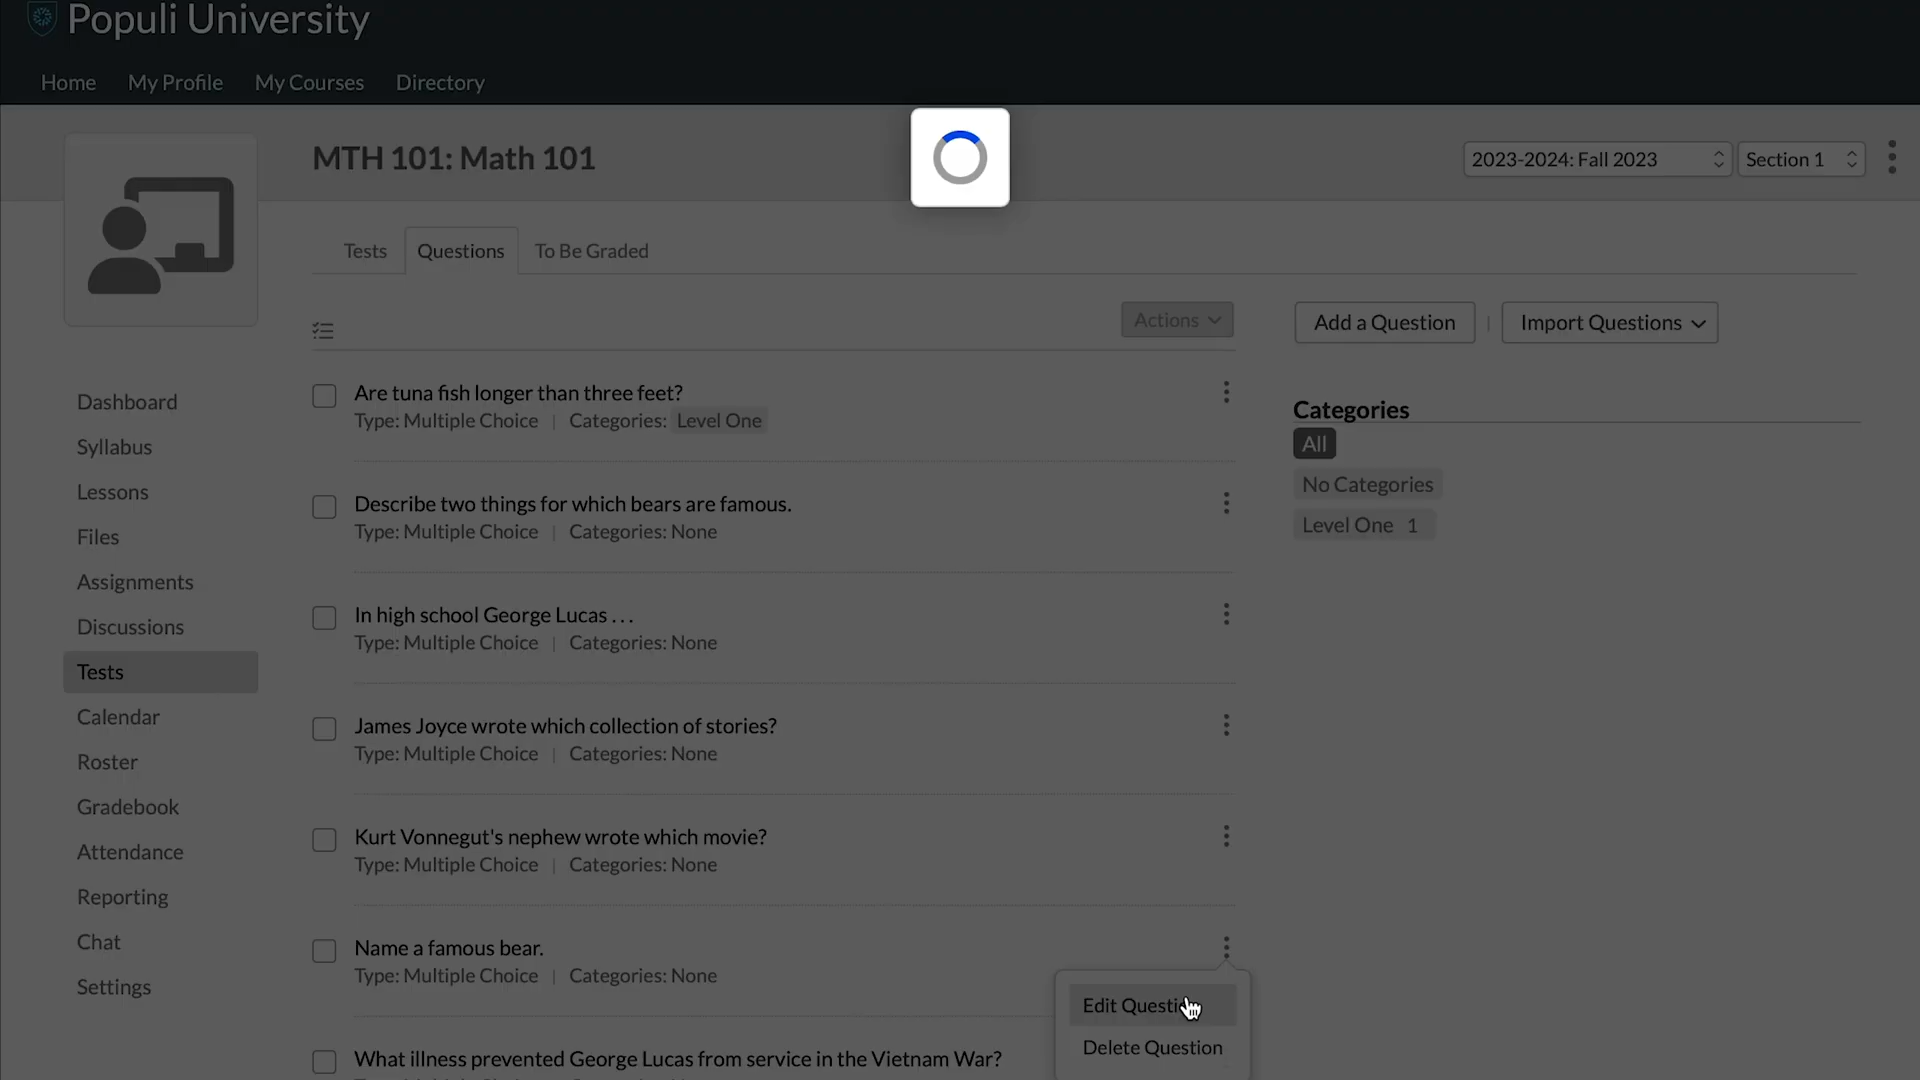 Populi University
Home My Profile My Courses Directory
MTH 101: Math 101
2023-2024: Fall 2023
Section 1
Tests Questions To Be Graded
Actions
Add a Question | Import Questions
Are tuna fish longer than three feet?
Type: Multiple Choice | Categories: Level One
Describe two things for which bears are famous.
Type: Multiple Choice | Categories: None
In high school George Lucas . . .
Type: Multiple Choice | Categories: None
James Joyce wrote which collection of stories?
Type: Multiple Choice | Categories: None
Kurt Vonnegut's nephew wrote which movie?
Type: Multiple Choice | Categories: None
Name a famous bear.
Type: Multiple Choice | Categories: None
What illness prevented George Lucas from service in the Vietnam War?
Edit Questi
Delete Question
Categories
All
No Categories
Level One 1
Dashboard
Syllabus
Lessons
Files
Assignments
Discussions
Tests
Calendar
Roster
Gradebook
Attendance
Reporting
Chat
Settings